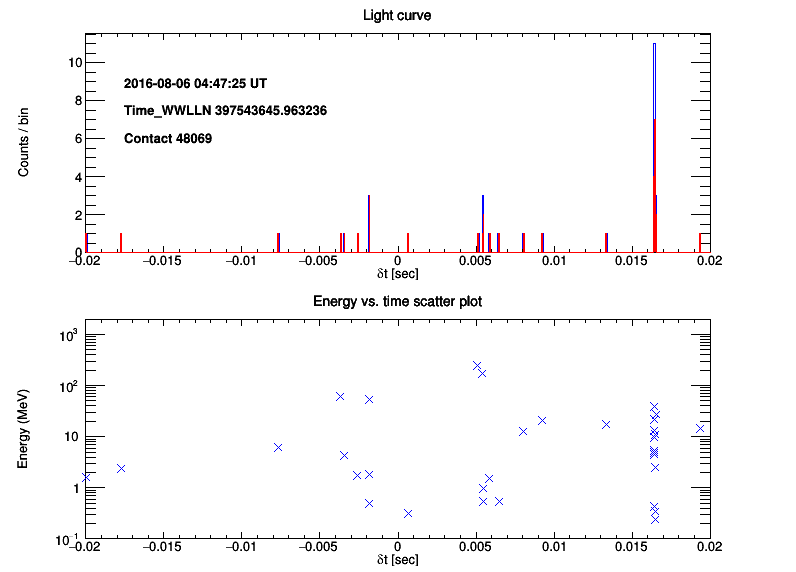 Light curve
Counts / bin
10
8
6
4
2
0
2016-08-06 04:47:25 UT
Time_WWLLN 397543645.963236
Contact 48069
−0.02 −0.015 −0.01 −0.005 0 0.005 0.01 0.015 0.02
δt [sec]
Energy vs. time scatter plot
Energy (MeV)
10³
10²
10
1
10⁻¹
−0.02 −0.015 −0.01 −0.005 0 0.005 0.01 0.015 0.02
δt [sec]